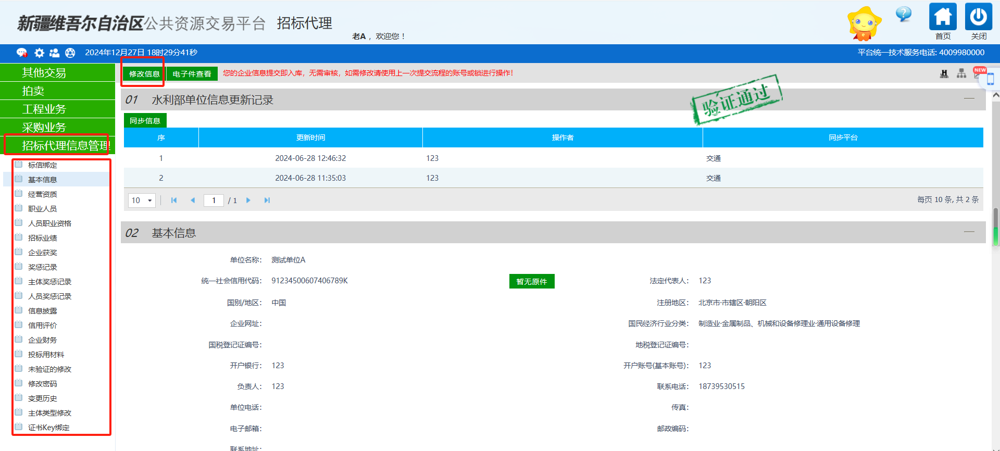 新疆维吾尔自治区公共资源交易平台 招标代理
老A， 欢迎您！
首页
关闭
2024年12月27日 18时29分41秒
平台统一技术服务电话: 4009980000
其他交易
拍卖
工程业务
采购业务
招标代理信息管理
标信绑定
基本信息
经营资质
职业人员
人员职业资格
招标业绩
企业获奖
奖惩记录
主体奖惩记录
人员奖惩记录
信息披露
信用评价
企业财务
投标用材料
未验证的修改
修改密码
变更历史
主体类型修改
证书Key绑定
修改信息 电子件查看 您的企业信息提交即入库，无需审核，如需修改请使用上一次提交流程的账号或锁进行操作!
H
NEW
01 水利部单位信息更新记录
验证通过
同步信息
序 更新时间 操作者 同步平台
1 2024-06-28 12:46:32 123 交通
2 2024-06-28 11:35:03 123 交通
10 1 / 1 每页 10 条, 共 2 条
02 基本信息
单位名称： 测试单位A
统一社会信用代码： 91234500607406789K 暂无原件 法定代表人： 123
国别/地区： 中国 注册地区： 北京市·市辖区·朝阳区
企业网址： 国民经济行业分类： 制造业·金属制品、机械和设备修理业·通用设备修理
国税登记证编号： 地税登记证编号：
开户银行： 123 开户账号(基本账号)： 123
负责人： 123 联系电话： 18739530515
单位电话： 传真：
电子邮箱： 邮政编码：
联系地址：